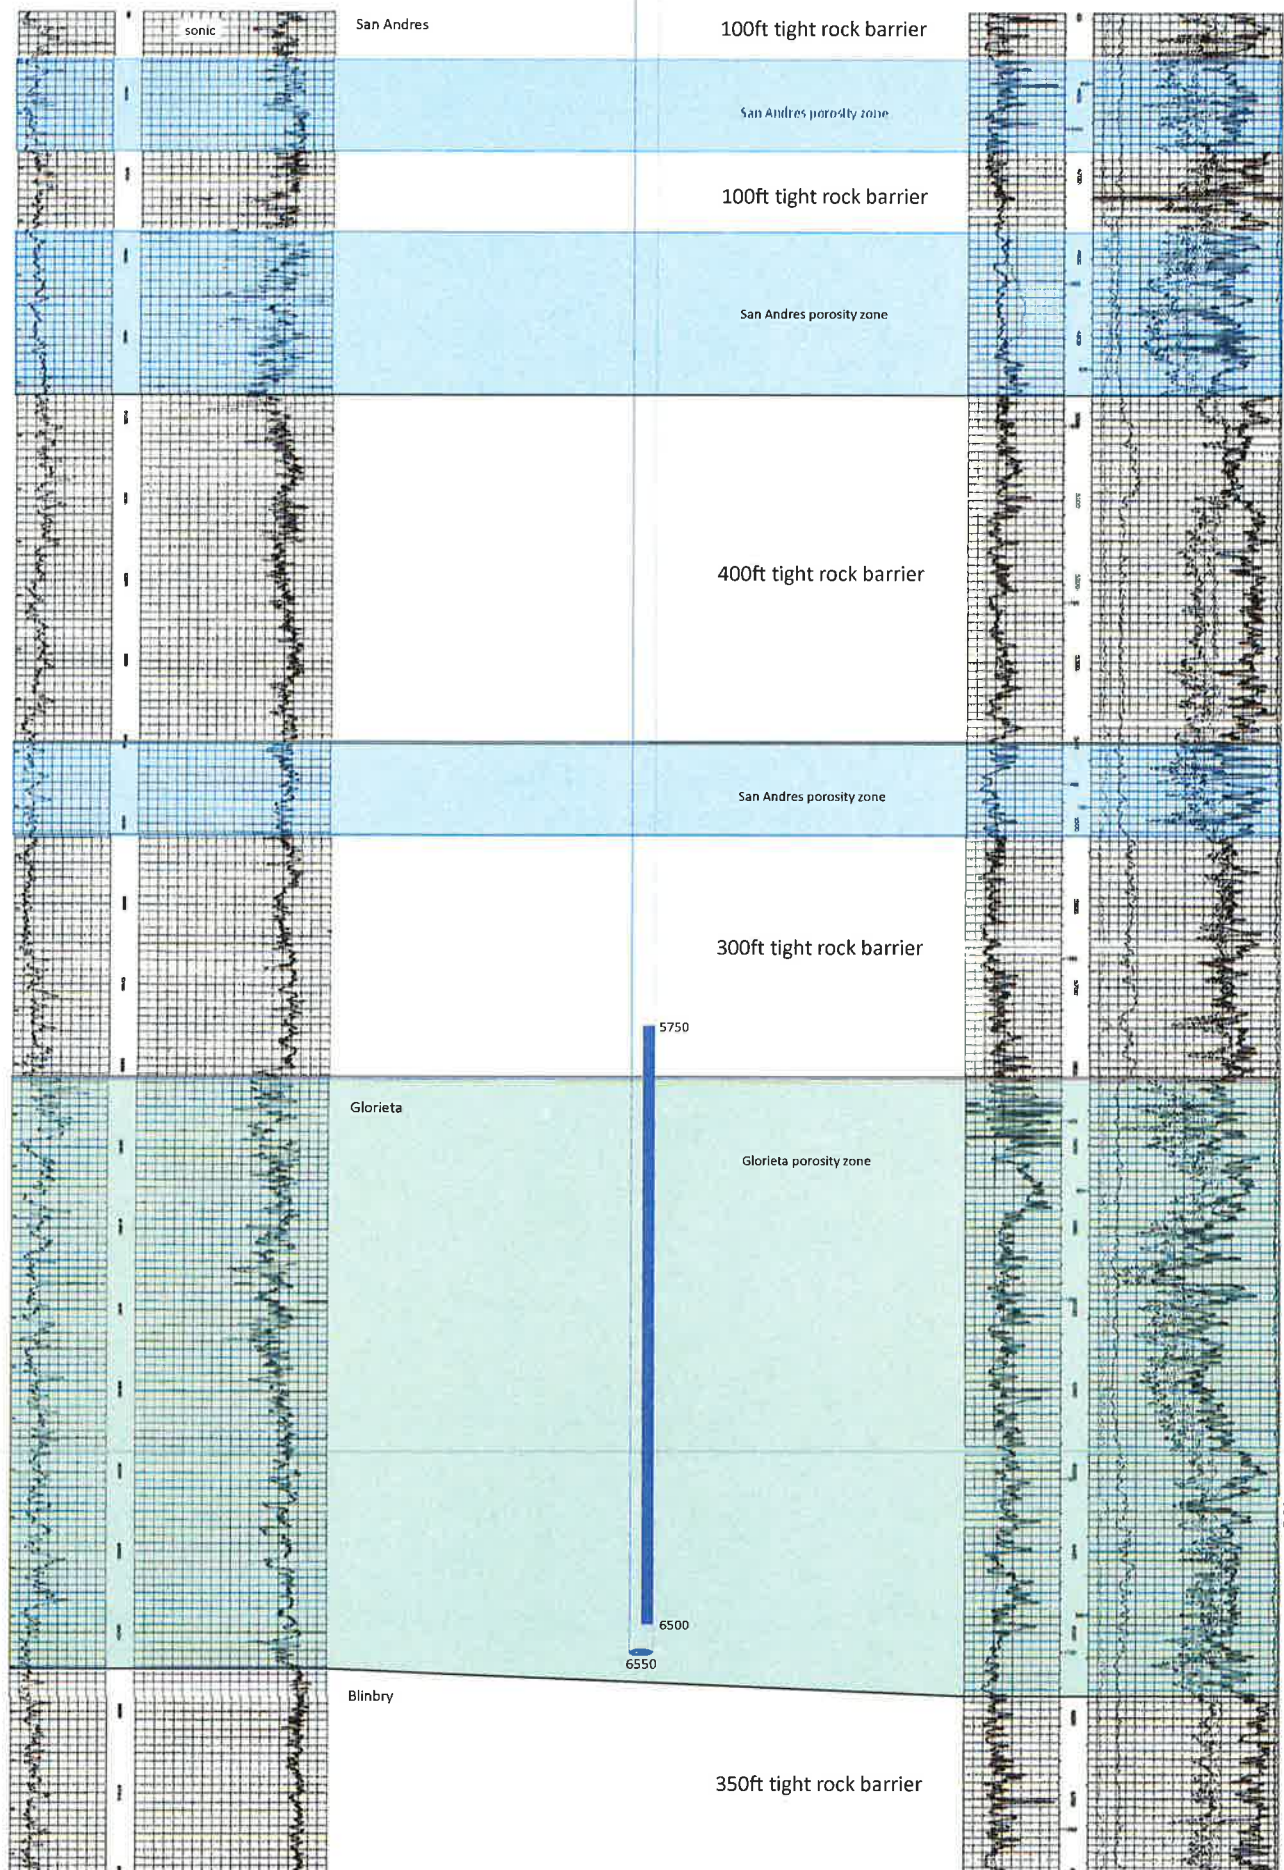 sonic
San Andres
100ft tight rock barrier
San Andres porosity zone
100ft tight rock barrier
San Andres porosity zone
400ft tight rock barrier
San Andres porosity zone
300ft tight rock barrier
5750
Glorieta
Glorieta porosity zone
6500
6550
Blinbry
350ft tight rock barrier